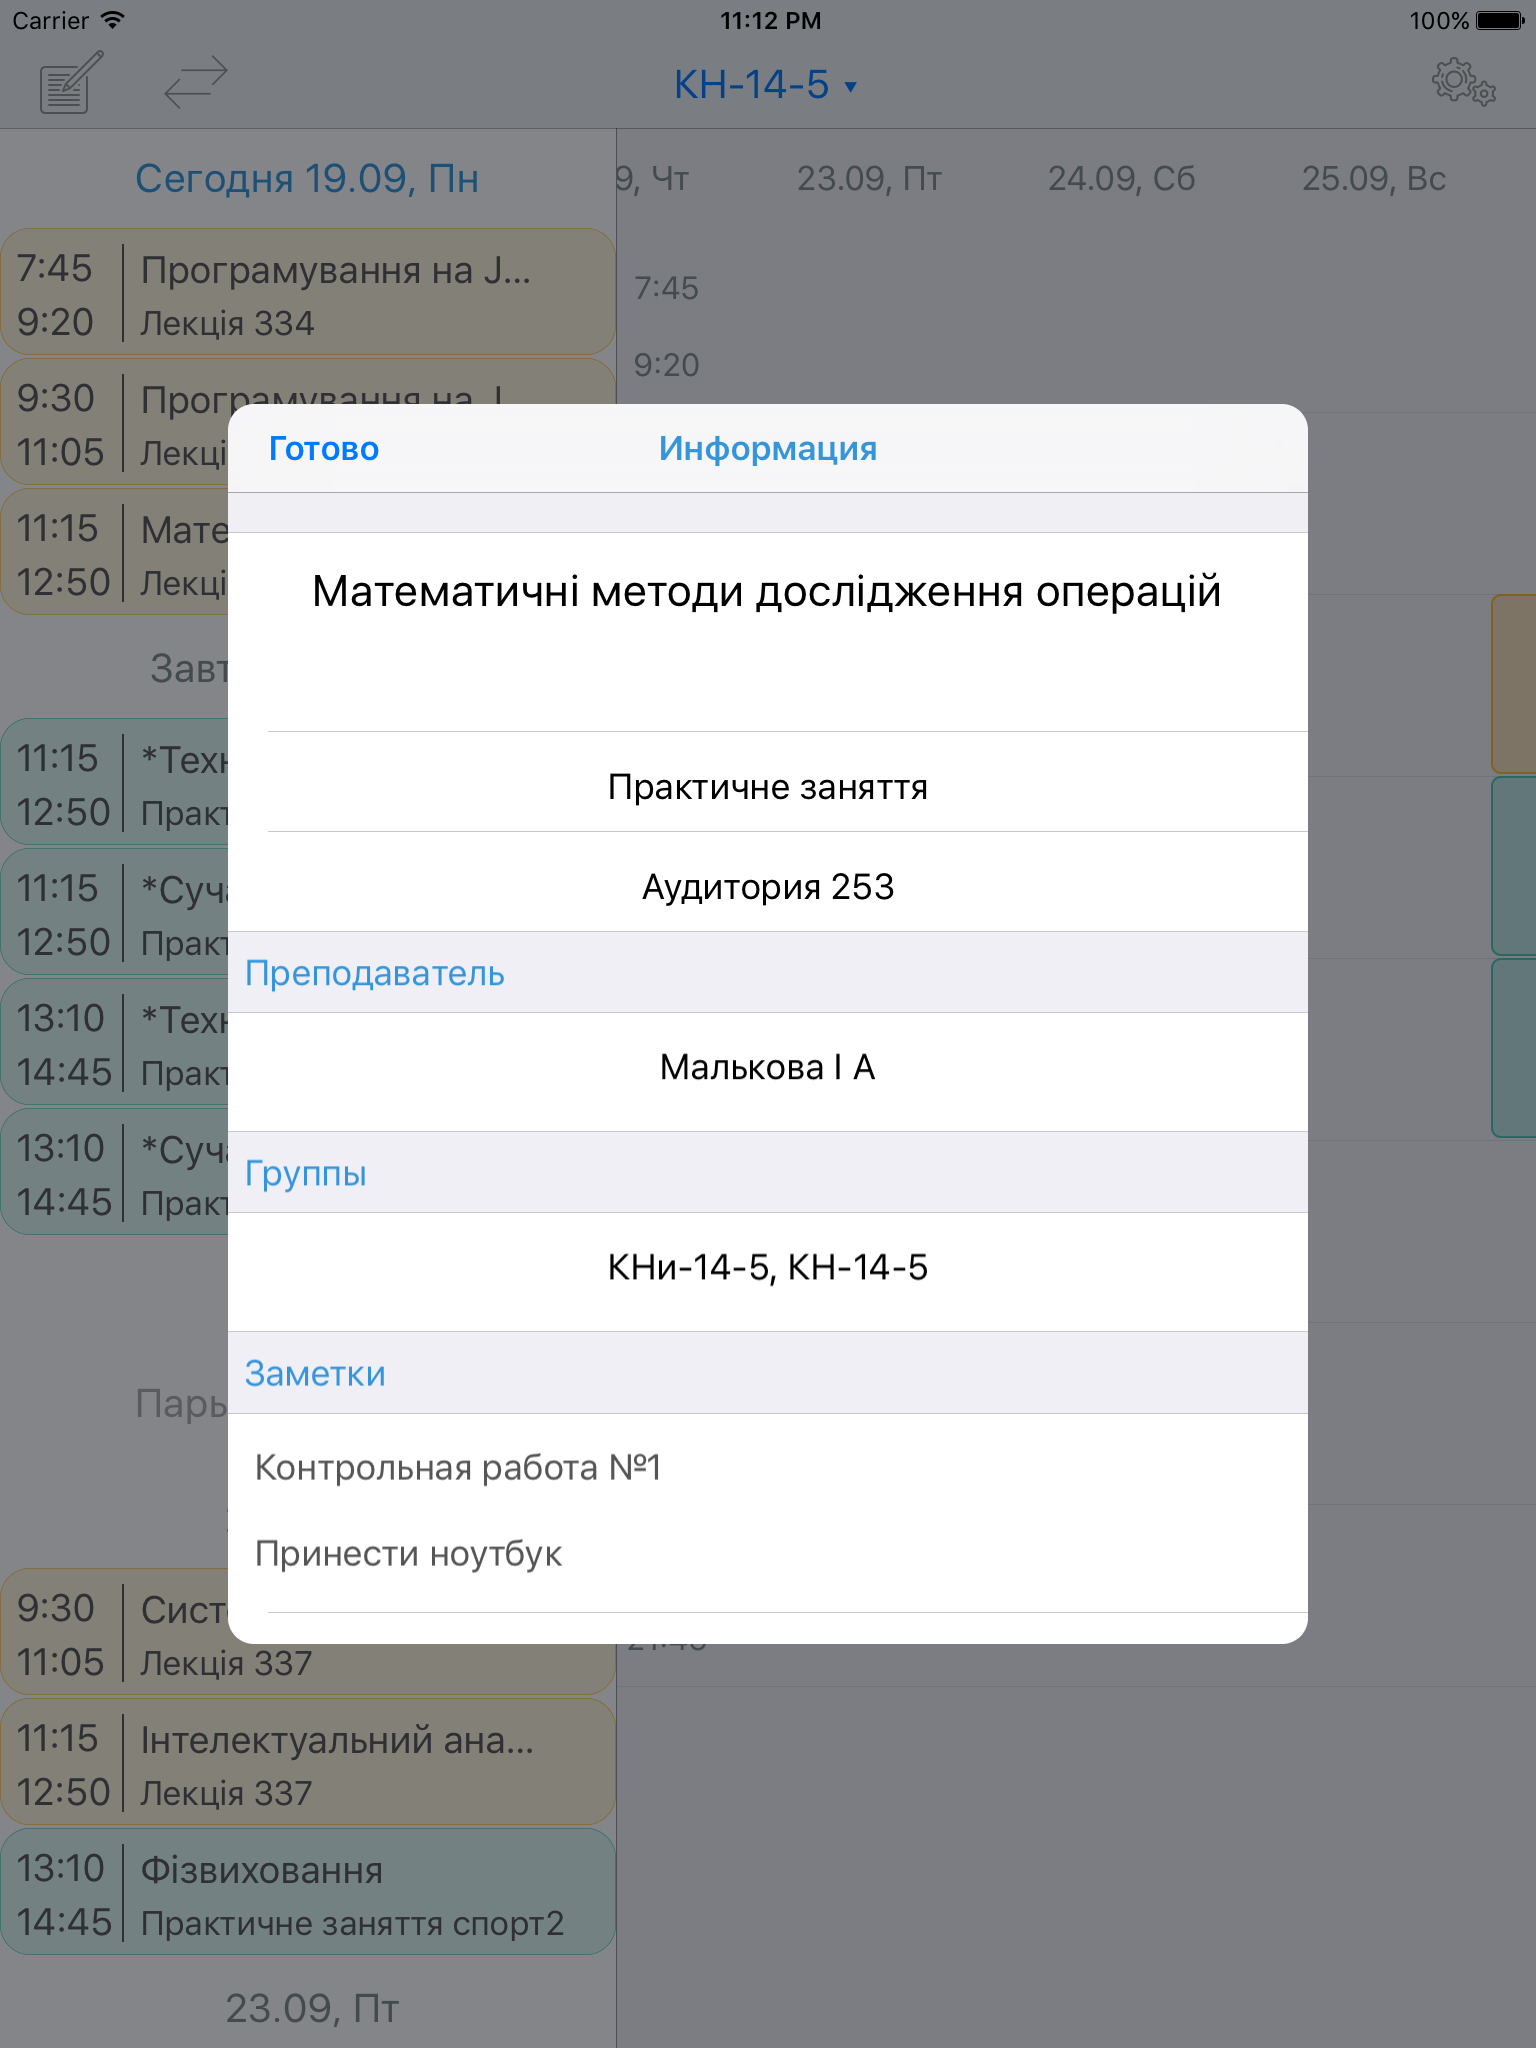 Carrier
11:12 PM
100%
КН-14-5 ▾
Сегодня 19.09, Пн
7:45
Програмування на J...
9:20
Лекція 334
9:30
Програмування на J
11:05
Лекці
11:15
Мате
12:50
Лекці
Завт
11:15
*Техн
12:50
Практ
11:15
*Суча
12:50
Практ
13:10
*Техн
14:45
Практ
13:10
*Суча
14:45
Практ
Пары
9:30
Сист
11:05
Лекція 337
11:15
Інтелектуальний ана...
12:50
Лекція 337
13:10
Фізвиховання
14:45
Практичне заняття спорт2
23.09, Пт
9, Чт
23.09, Пт
24.09, Сб
25.09, Вс
7:45
9:20
Готово
Информация
Математичні методи дослідження операцій
Практичне заняття
Аудитория 253
Преподаватель
Малькова І А
Группы
КНи-14-5, КН-14-5
Заметки
Контрольная работа №1
Принести ноутбук